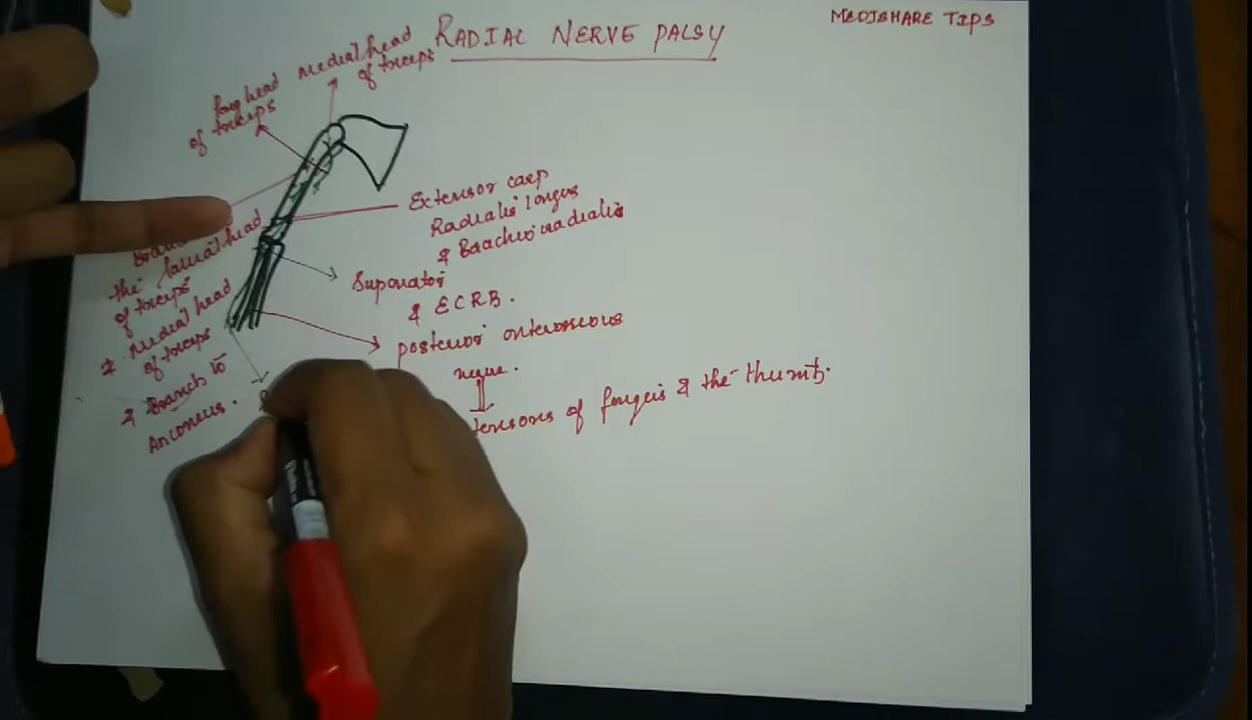 MEDISHARE TIPS
RADIAL NERVE PALSY
medial head
of triceps
long head
of triceps
Extensor carp
Radialis longus
& Brachioradialis
the lateral head
of triceps
& medial head
of triceps
& Branch to
Anconeus.
Supinator
& ECRB.
posterior interosseous
nerve.
tensors of fingers & the thumb.